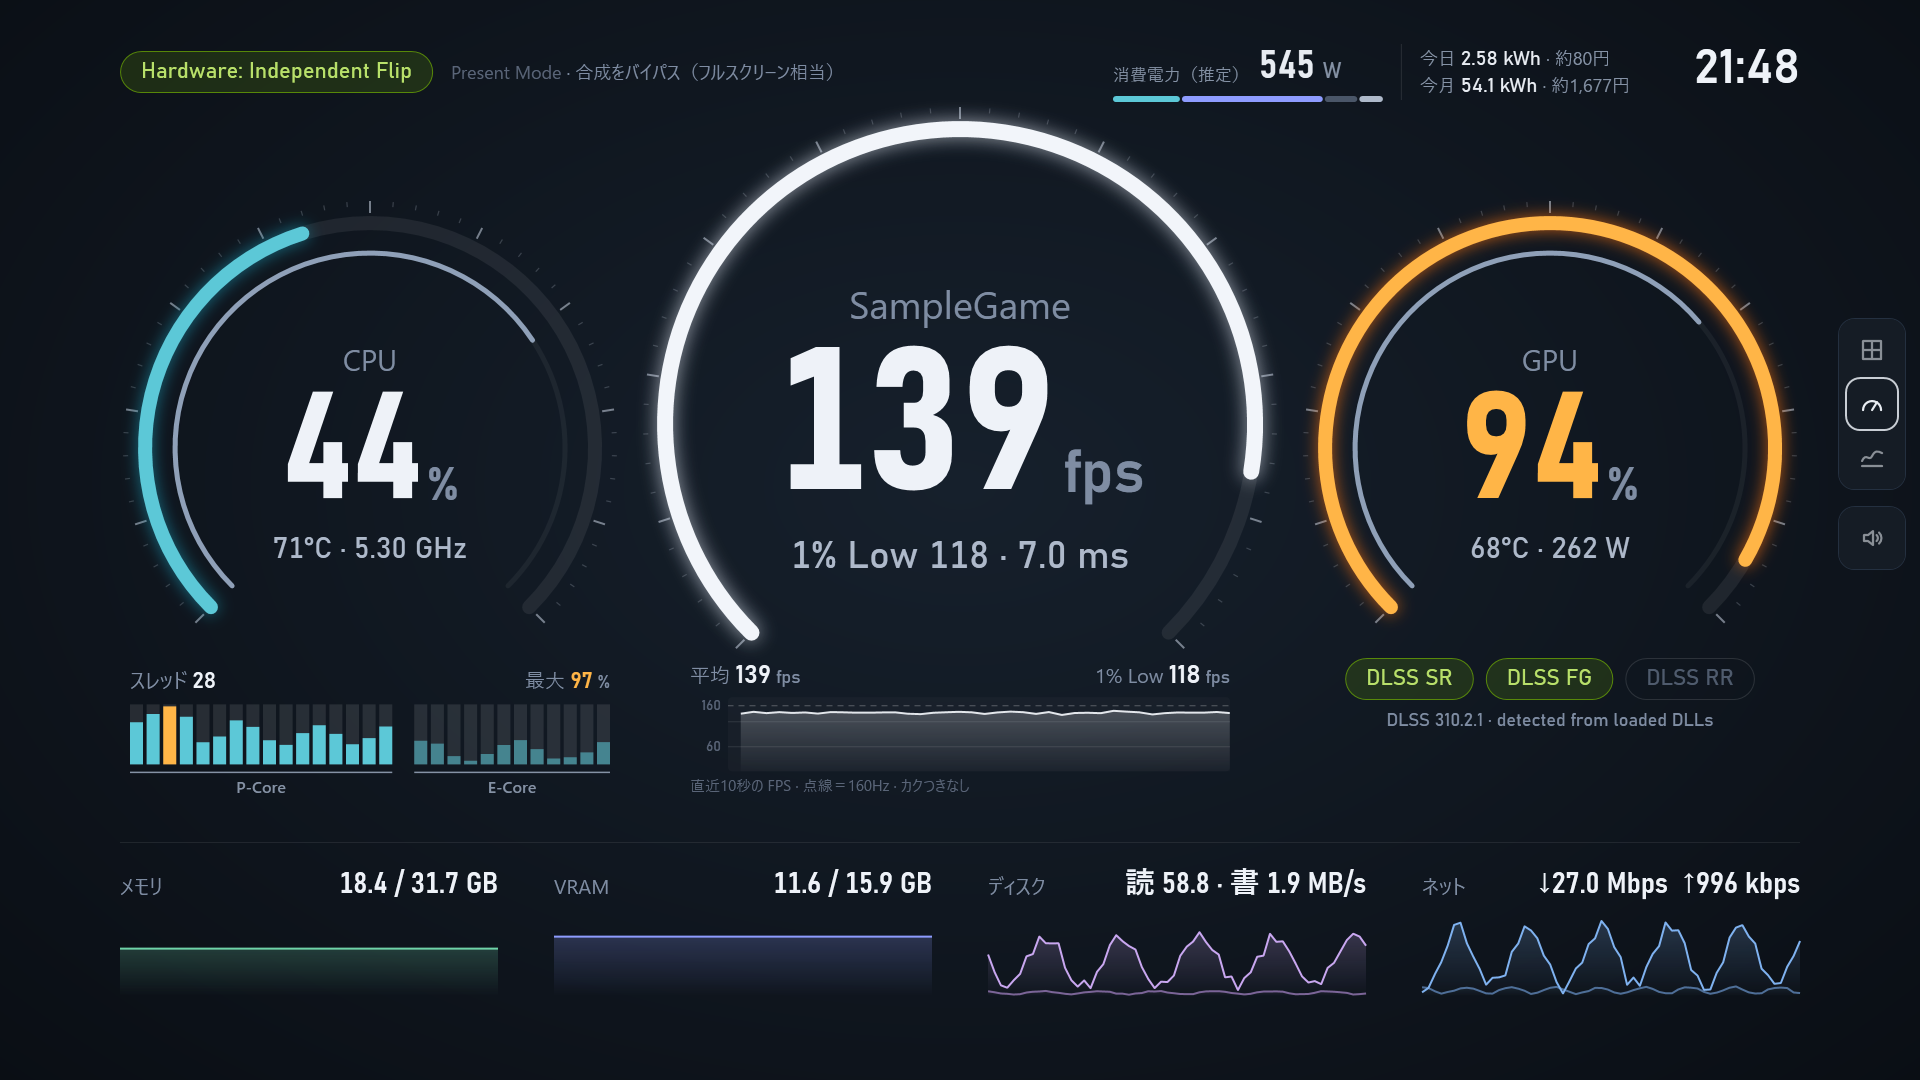 Hardware: Independent Flip
Present Mode · 合成をバイパス（フルスクリーン相当）
消費電力（推定） 545 W
今日 2.58 kWh · 約80円
今月 54.1 kWh · 約1,677円
21:48
CPU
44 %
71°C · 5.30 GHz
SampleGame
139 fps
1% Low 118 · 7.0 ms
GPU
94 %
68°C · 262 W
スレッド 28
最大 97 %
P-Core
E-Core
平均 139 fps
1% Low 118 fps
160
60
直近10秒の FPS · 点線＝160Hz · カクつきなし
DLSS SR
DLSS FG
DLSS RR
DLSS 310.2.1 · detected from loaded DLLs
メモリ
18.4 / 31.7 GB
VRAM
11.6 / 15.9 GB
ディスク
読 58.8 · 書 1.9 MB/s
ネット
↓27.0 Mbps ↑996 kbps